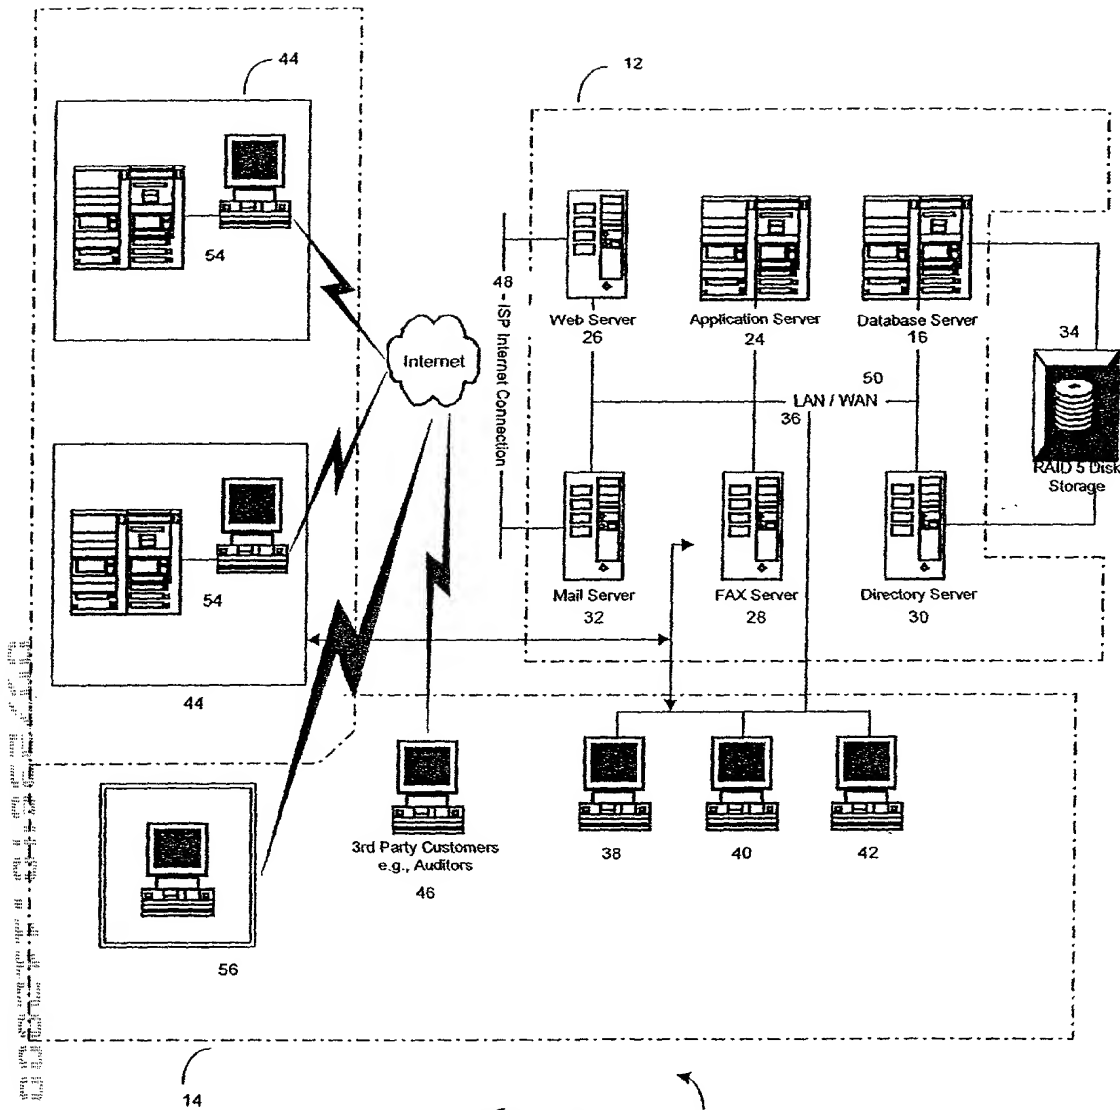 44
12
54
48 - ISP Internet Connection
Web Server
26
Application Server
24
Database Server
16
34
Internet
50
LAN / WAN
36
RAID 5 Disk
Storage
54
Mail Server
32
FAX Server
28
Directory Server
30
44
3rd Party Customers
e.g., Auditors
46
38
40
42
56
14